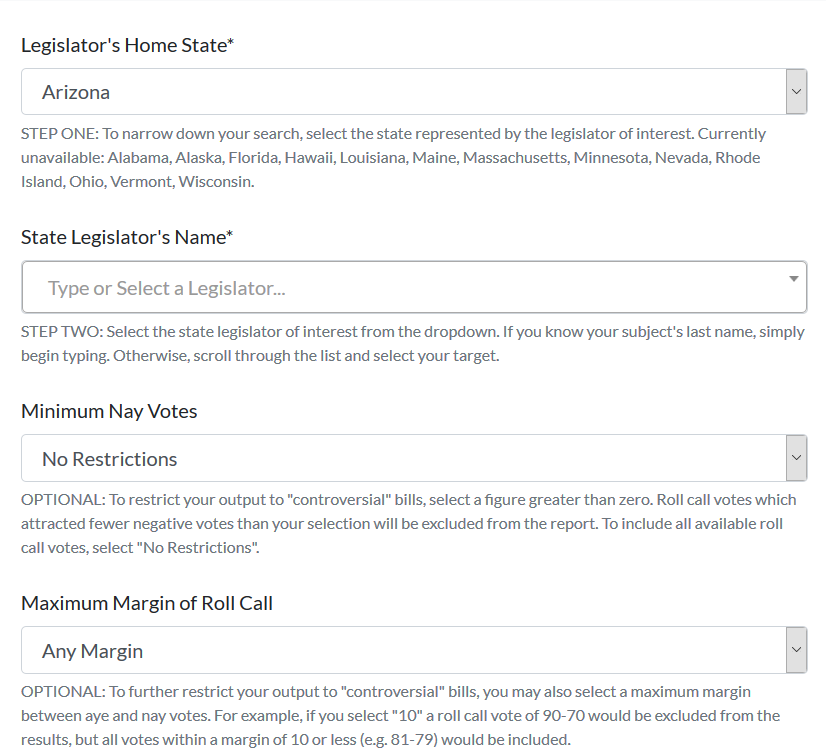 Legislator's Home State*
Arizona
STEP ONE: To narrow down your search, select the state represented by the legislator of interest. Currently
unavailable: Alabama, Alaska, Florida, Hawaii, Louisiana, Maine, Massachusetts, Minnesota, Nevada, Rhode
Island, Ohio, Vermont, Wisconsin.
State Legislator's Name*
Type or Select a Legislator...
STEP TWO: Select the state legislator of interest from the dropdown. If you know your subject's last name, simply
begin typing. Otherwise, scroll through the list and select your target.
Minimum Nay Votes
No Restrictions
OPTIONAL: To restrict your output to "controversial" bills, select a figure greater than zero. Roll call votes which
attracted fewer negative votes than your selection will be excluded from the report. To include all available roll
call votes, select "No Restrictions".
Maximum Margin of Roll Call
Any Margin
OPTIONAL: To further restrict your output to "controversial" bills, you may also select a maximum margin
between aye and nay votes. For example, if you select "10" a roll call vote of 90-70 would be excluded from the
results, but all votes within a margin of 10 or less (e.g. 81-79) would be included.